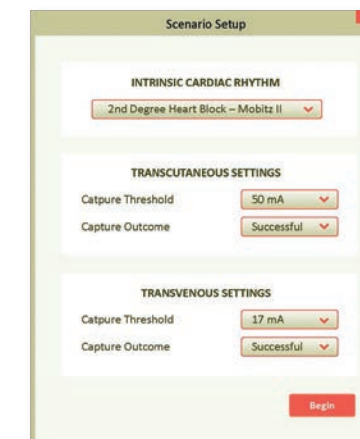 Scenario Setup
INTRINSIC CARDIAC RHYTHM
2nd Degree Heart Block – Mobitz II
TRANSCUTANEOUS SETTINGS
Catpure Threshold 50 mA
Capture Outcome Successful
TRANSVENOUS SETTINGS
Catpure Threshold 17 mA
Capture Outcome Successful
Begin